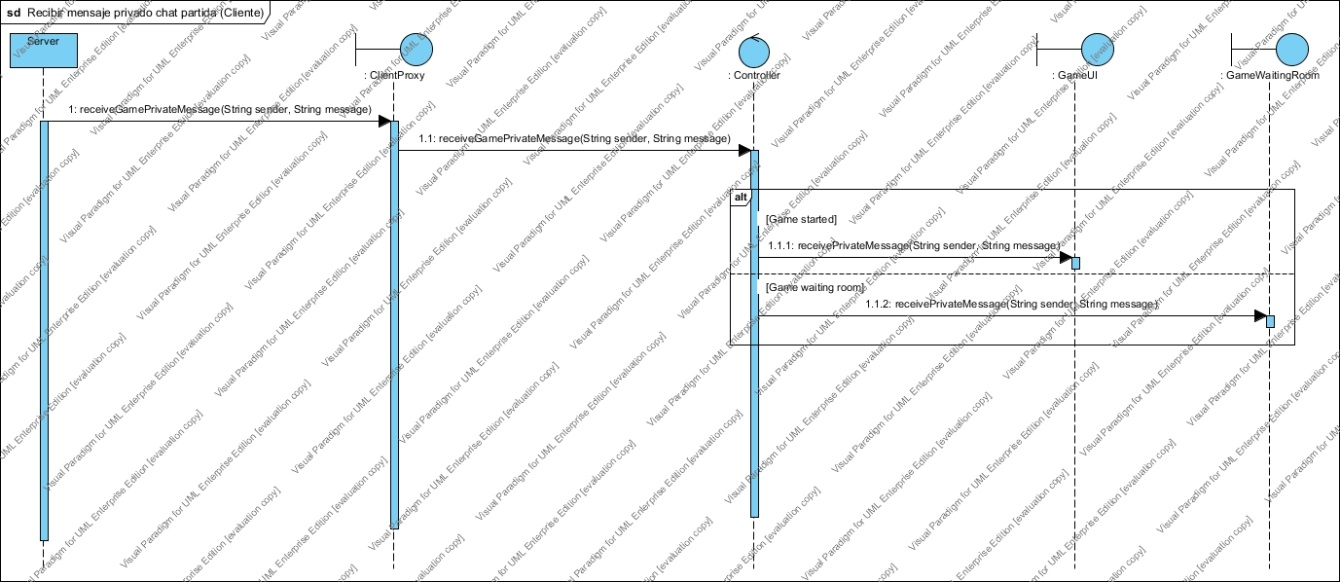 sd Recibir mensaje privado chat partida (Cliente)
Server
: ClientProxy
: Controller
: GameUI
: GameWaitingRoom
1: receiveGamePrivateMessage(String sender, String message)
1.1: receiveGamePrivateMessage(String sender, String message)
alt
[Game started]
1.1.1: receivePrivateMessage(String sender, String message)
[Game waiting room]
1.1.2: receivePrivateMessage(String sender, String message)
Visual Paradigm for UML Enterprise Edition [evaluation copy]